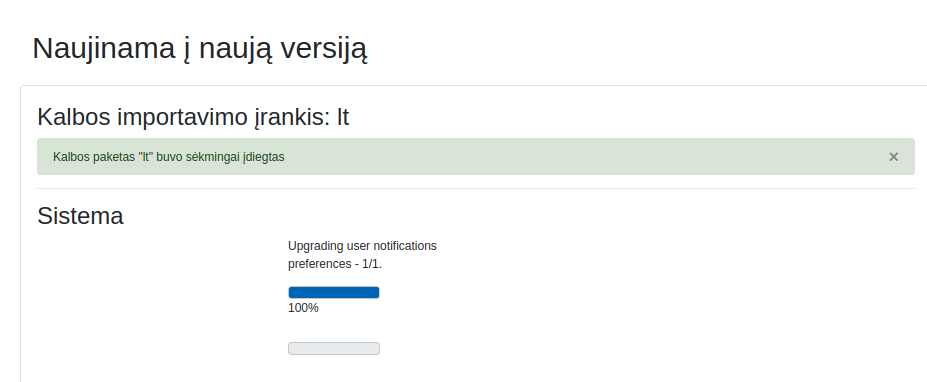 Naujinama į naują versiją
Kalbos importavimo įrankis: lt
Kalbos paketas "lt" buvo sėkmingai įdiegtas ×
Sistema
Upgrading user notifications
preferences - 1/1.
100%